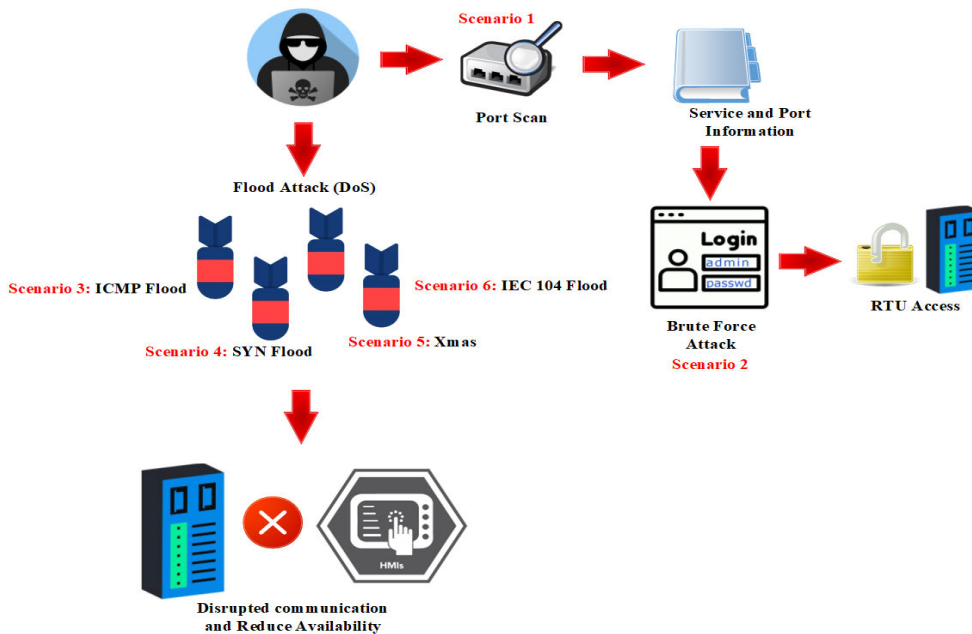 Scenario 1
Port Scan
Service and Port
Information
Flood Attack (DoS)
Login
admin
passwd
Scenario 3: ICMP Flood
Scenario 6: IEC 104 Flood
RTU Access
Scenario 4: SYN Flood
Scenario 5: Xmas
Brute Force
Attack
Scenario 2
HMIs
Disrupted communication
and Reduce Availability